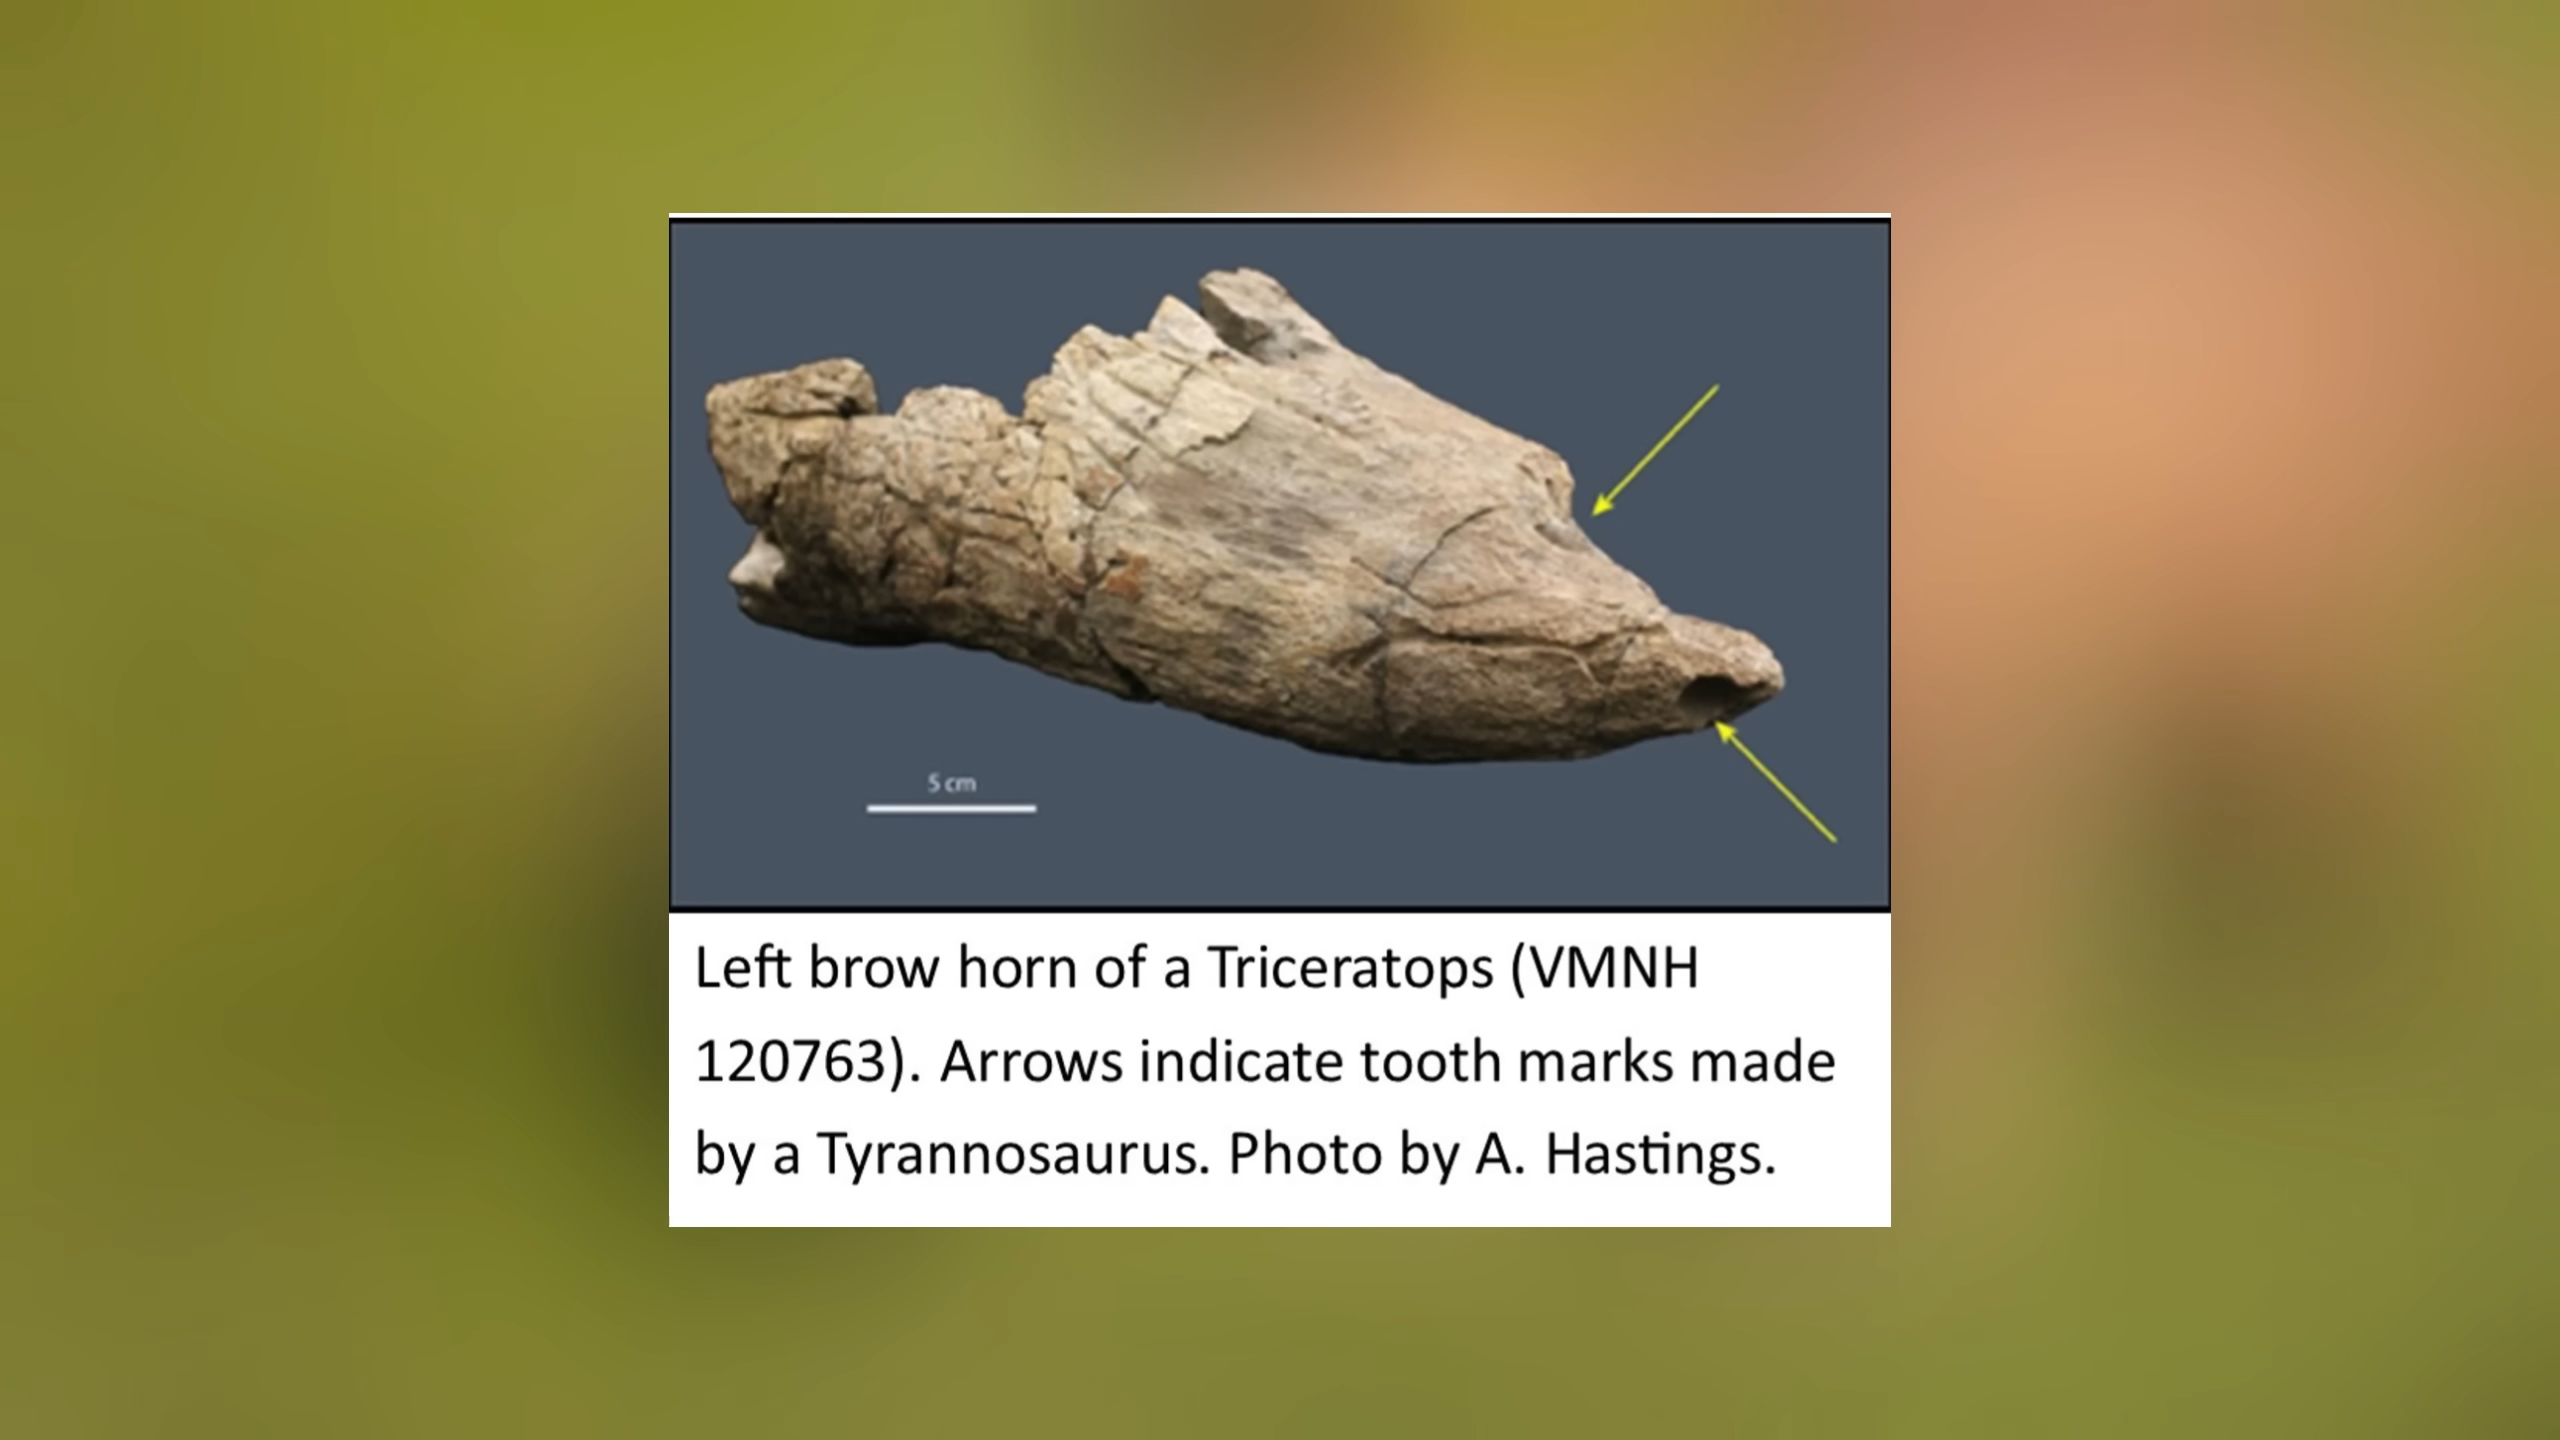 5 cm
Left brow horn of a Triceratops (VMNH
120763). Arrows indicate tooth marks made
by a Tyrannosaurus. Photo by A. Hastings.